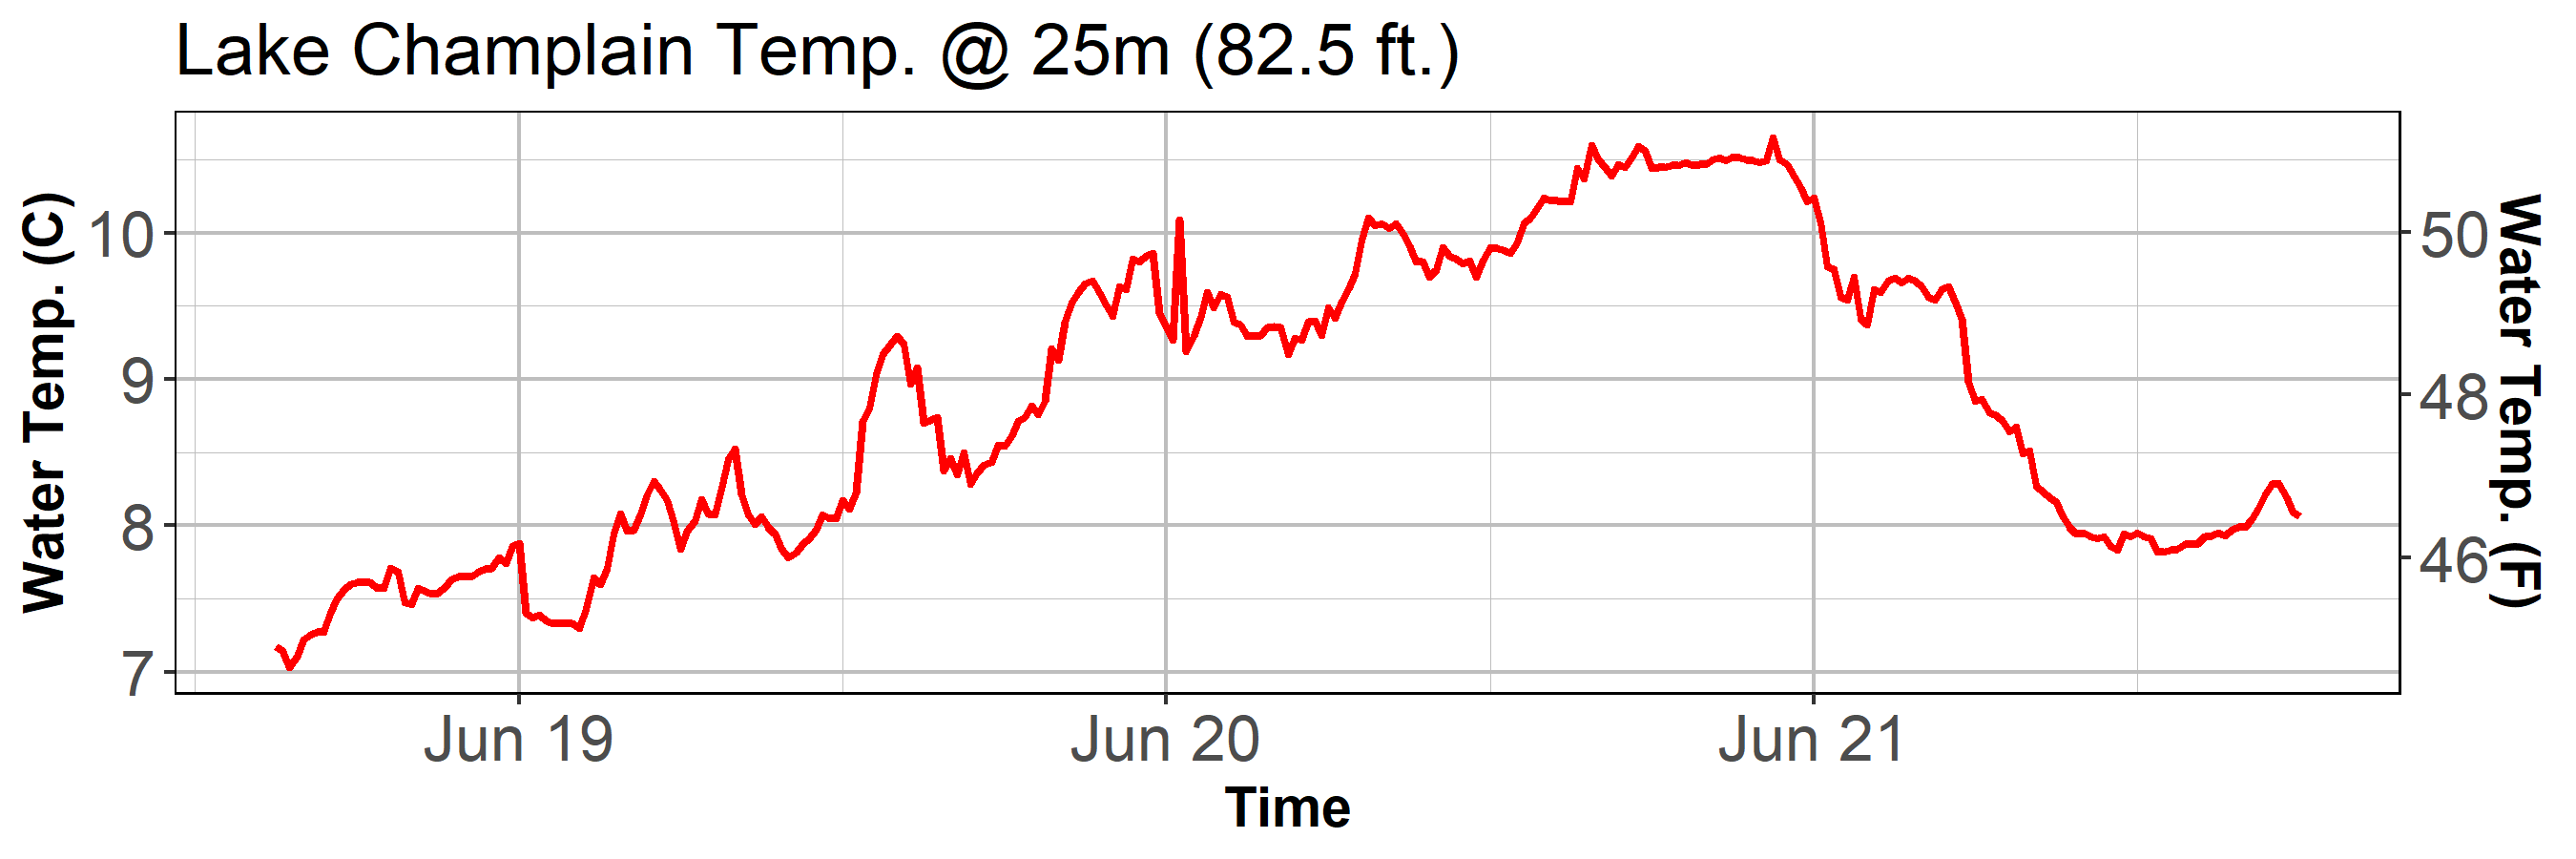 Lake Champlain Temp. @ 25m (82.5 ft.)
Water Temp. (C)
10
9
8
7
50
48
46
Water Temp. (F)
Jun 19
Jun 20
Jun 21
Time